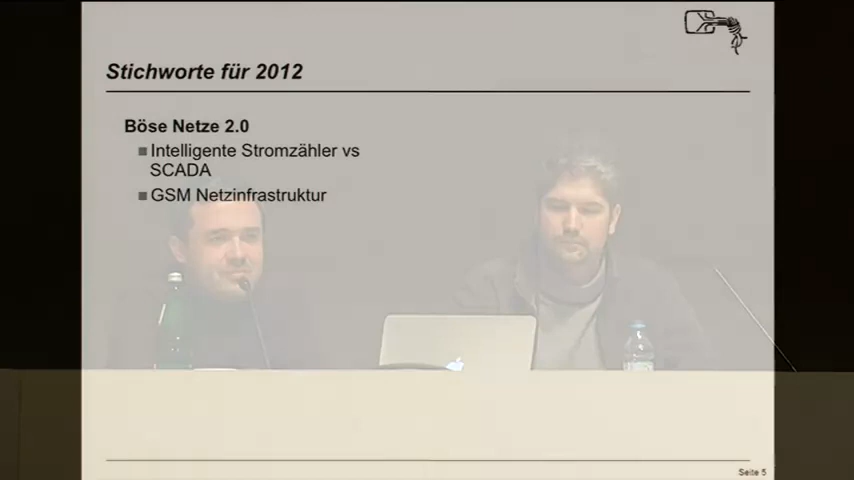 Stichworte für 2012
Böse Netze 2.0
Intelligente Stromzähler vs
SCADA
GSM Netzinfrastruktur
Seite 5